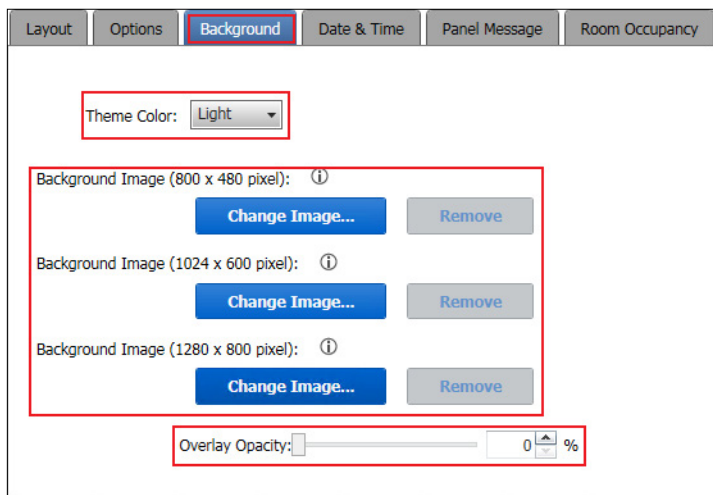 Layout Options Background Date & Time Panel Message Room Occupancy
Theme Color: Light
Background Image (800 x 480 pixel):
Change Image... Remove
Background Image (1024 x 600 pixel):
Change Image... Remove
Background Image (1280 x 800 pixel):
Change Image... Remove
Overlay Opacity: 0 %